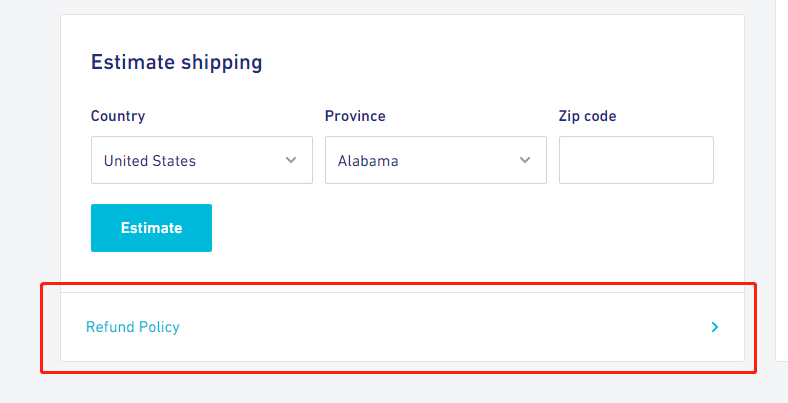 Estimate shipping
Country Province Zip code
United States Alabama
Estimate
Refund Policy